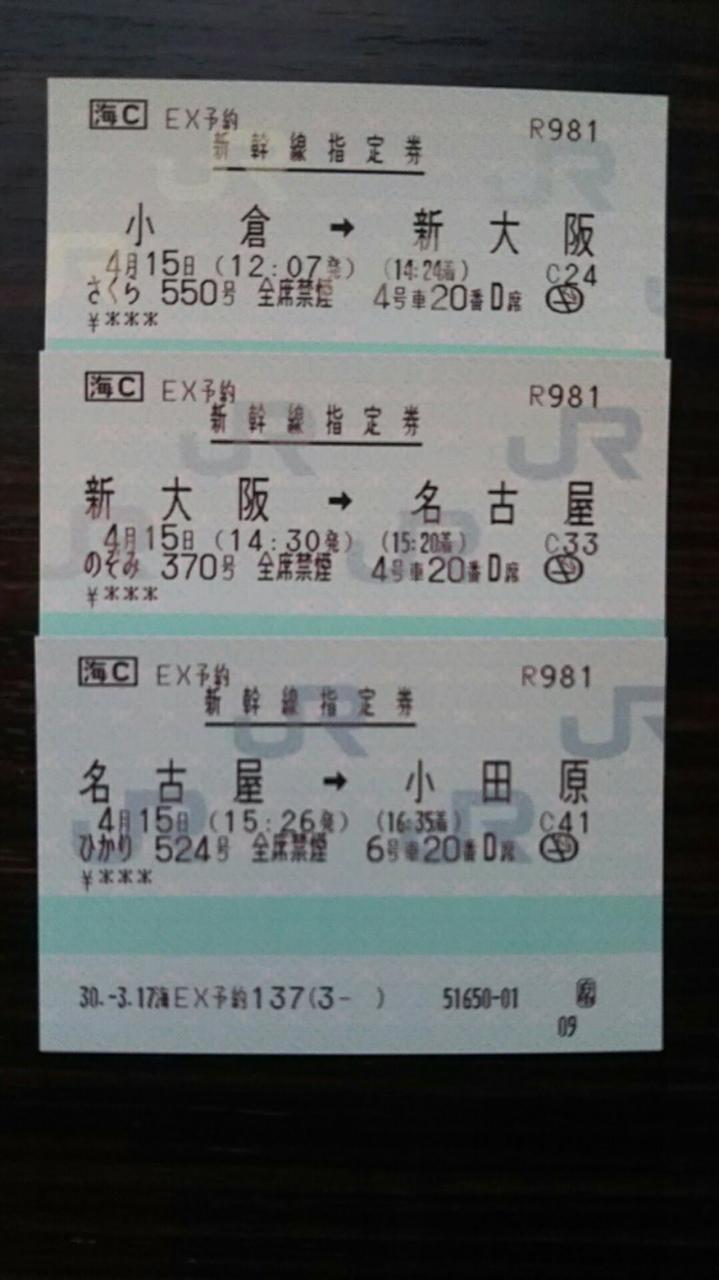 海C EX予約 R981
新幹線指定券
小倉 → 新大阪
4月15日 (12:07発) (14:24着) C24
さくら 550号 全席禁煙 4号車20番D席
¥***
海C EX予約 R981
新幹線指定券
新大阪 → 名古屋
4月15日 (14:30発) (15:20着) C33
のぞみ 370号 全席禁煙 4号車20番D席
¥***
海C EX予約 R981
新幹線指定券
名古屋 → 小田原
4月15日 (15:26発) (16:35着) C41
ひかり 524号 全席禁煙 6号車20番D席
¥***
30.-3.17海EX予約137(3- ) 51650-01
09